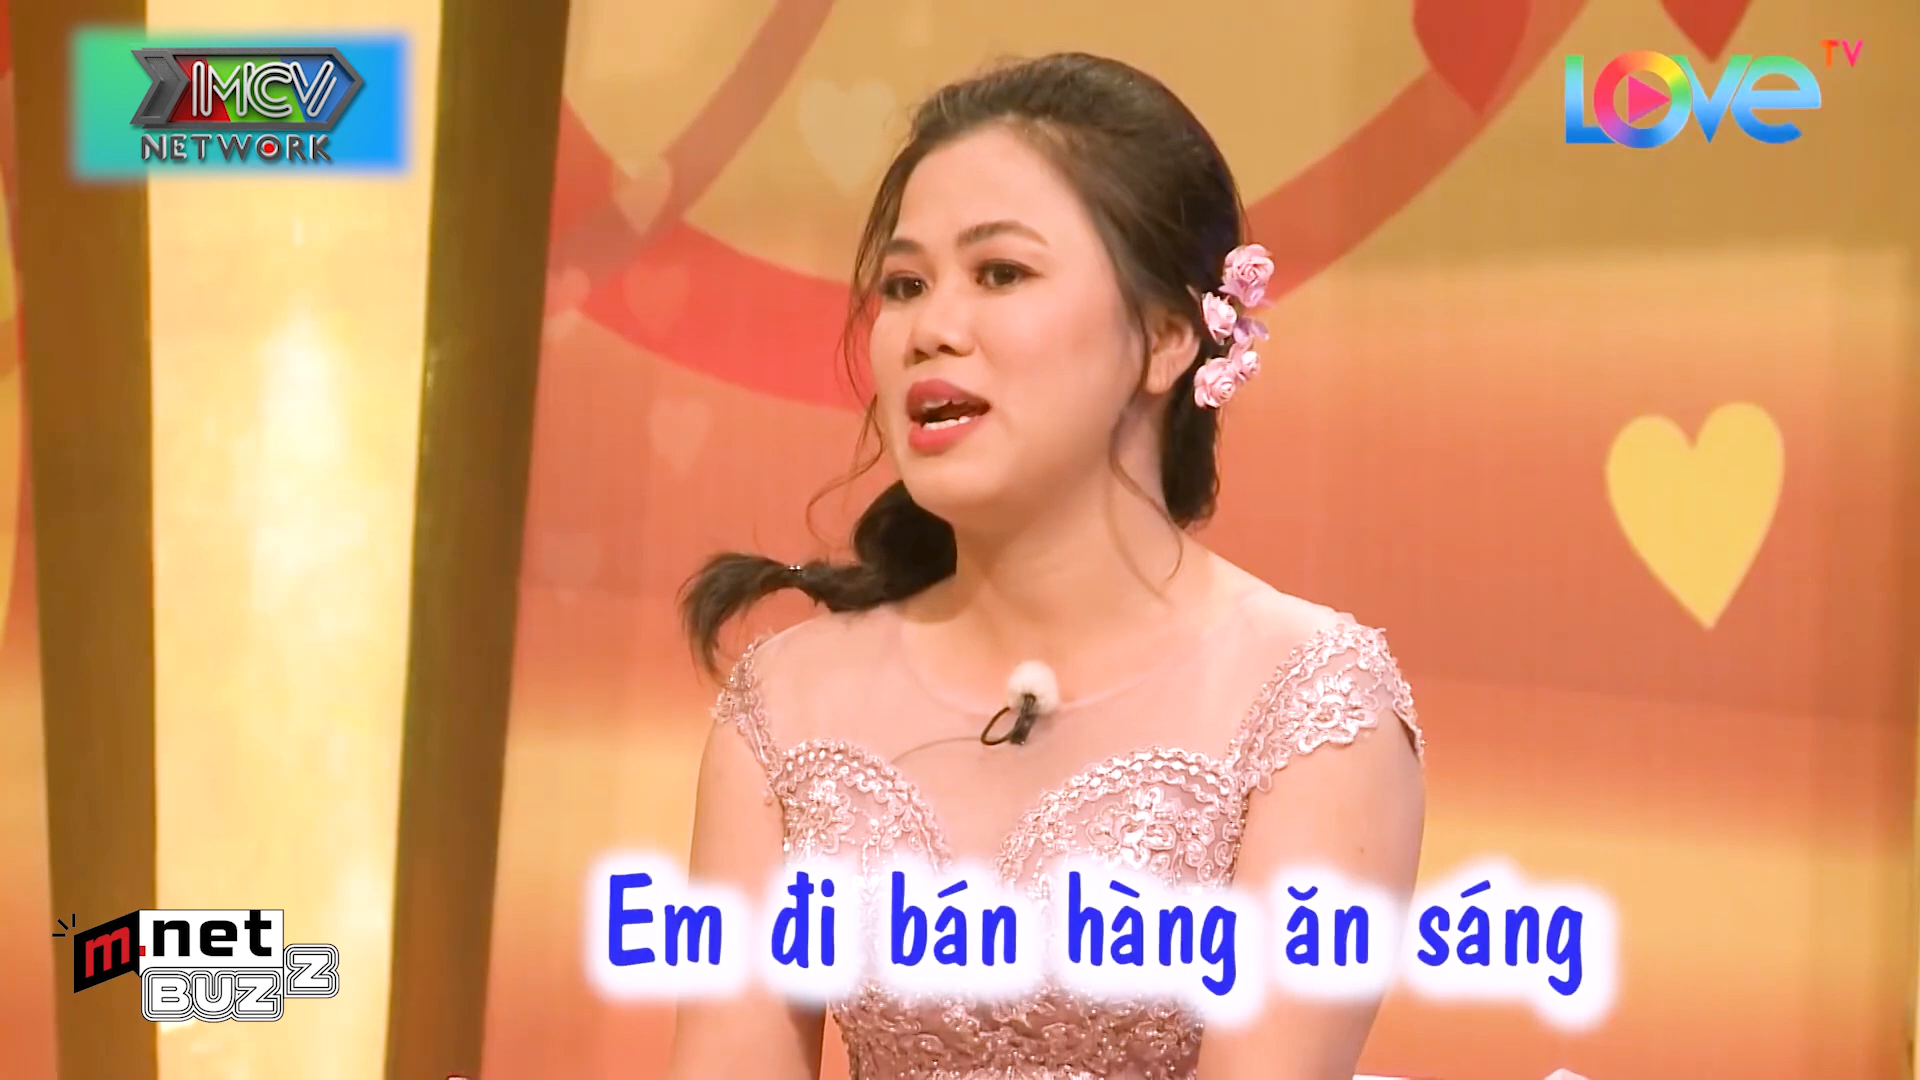 MCV
NETWORK
LOVE TV
Em đi bán hàng ăn sáng
m.net
BUZZ